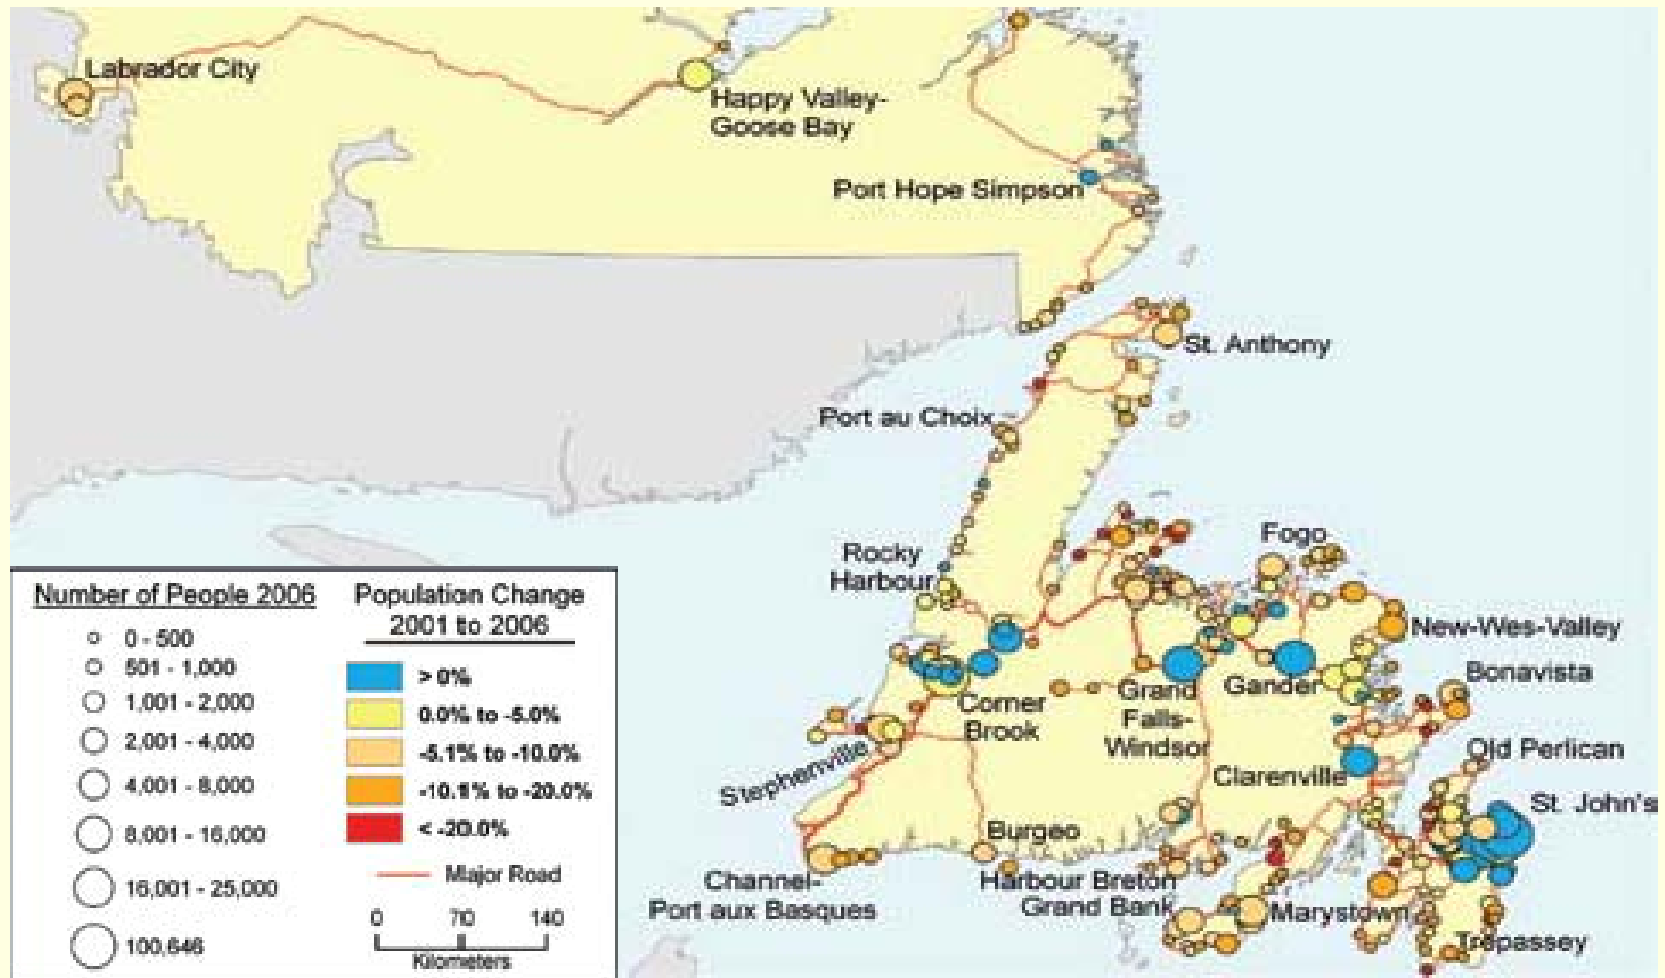 Labrador City
Happy Valley-
Goose Bay
Port Hope Simpson
St. Anthony
Port au Choix
Rocky
Harbour
Fogo
New-Wes-Valley
Bonavista
Corner
Brook
Grand
Falls-
Windsor
Gander
Stephenville
Clarenville
Old Perlican
St. John's
Burgeo
Channel-
Port aux Basques
Harbour Breton
Grand Bank
Marystown
Trepassey
Number of People 2006
0 - 500
501 - 1,000
1,001 - 2,000
2,001 - 4,000
4,001 - 8,000
8,001 - 16,000
16,001 - 25,000
100,646
Population Change
2001 to 2006
> 0%
0.0% to -5.0%
-5.1% to -10.0%
-10.1% to -20.0%
< -20.0%
Major Road
0 70 140
Kilometers